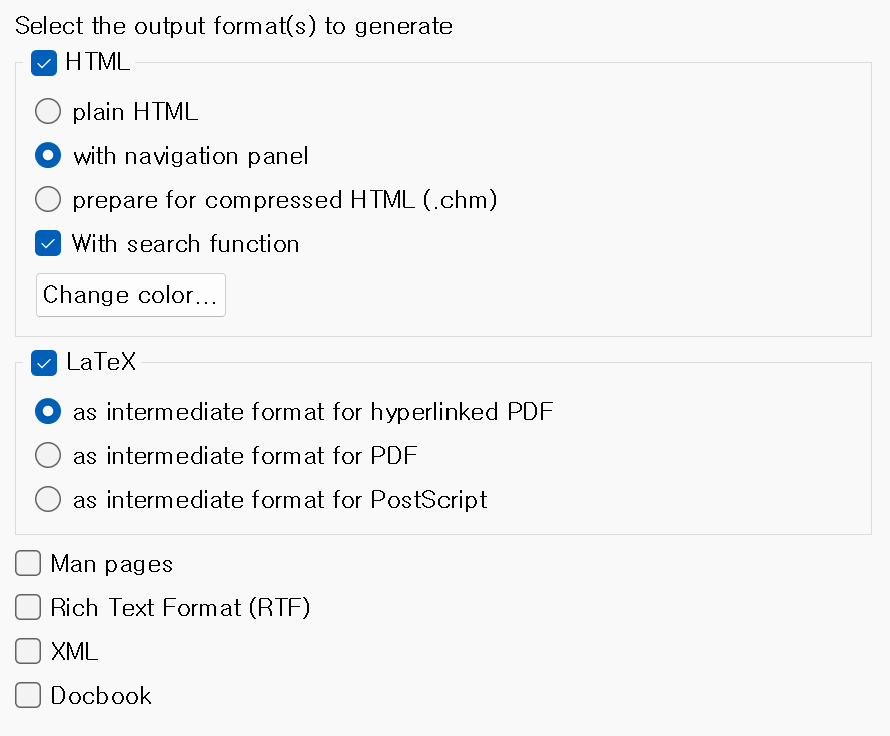 Select the output format(s) to generate
HTML
plain HTML
with navigation panel
prepare for compressed HTML (.chm)
With search function
Change color...
LaTeX
as intermediate format for hyperlinked PDF
as intermediate format for PDF
as intermediate format for PostScript
Man pages
Rich Text Format (RTF)
XML
Docbook